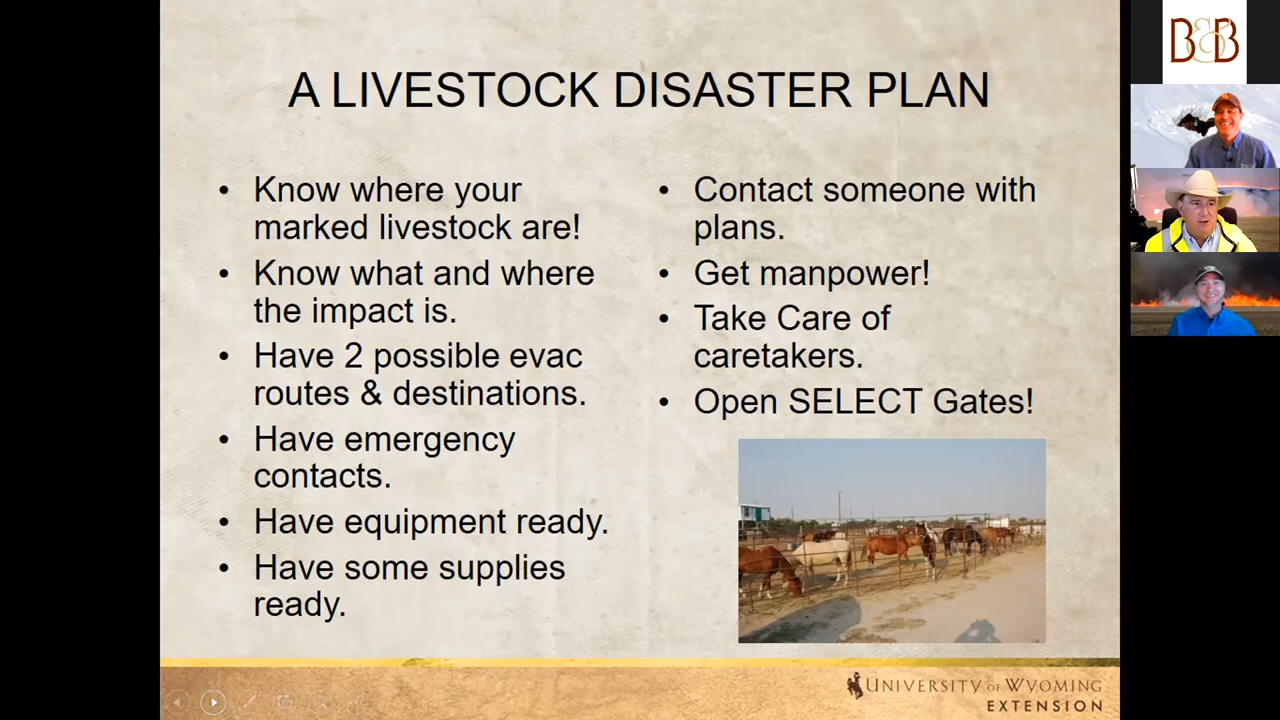 A LIVESTOCK DISASTER PLAN
• Know where your
marked livestock are!
• Know what and where
the impact is.
• Have 2 possible evac
routes & destinations.
• Have emergency
contacts.
• Have equipment ready.
• Have some supplies
ready.
• Contact someone with
plans.
• Get manpower!
• Take Care of
caretakers.
• Open SELECT Gates!
UNIVERSITY OF WYOMING
EXTENSION
B&B